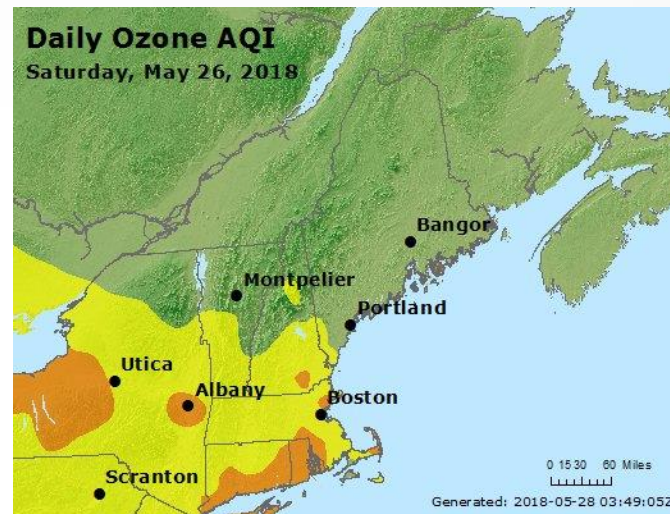 Daily Ozone AQI
Saturday, May 26, 2018
Bangor
Montpelier
Portland
Utica
Albany
Boston
Scranton
0 15 30 60 Miles
Generated: 2018-05-28 03:49:05Z